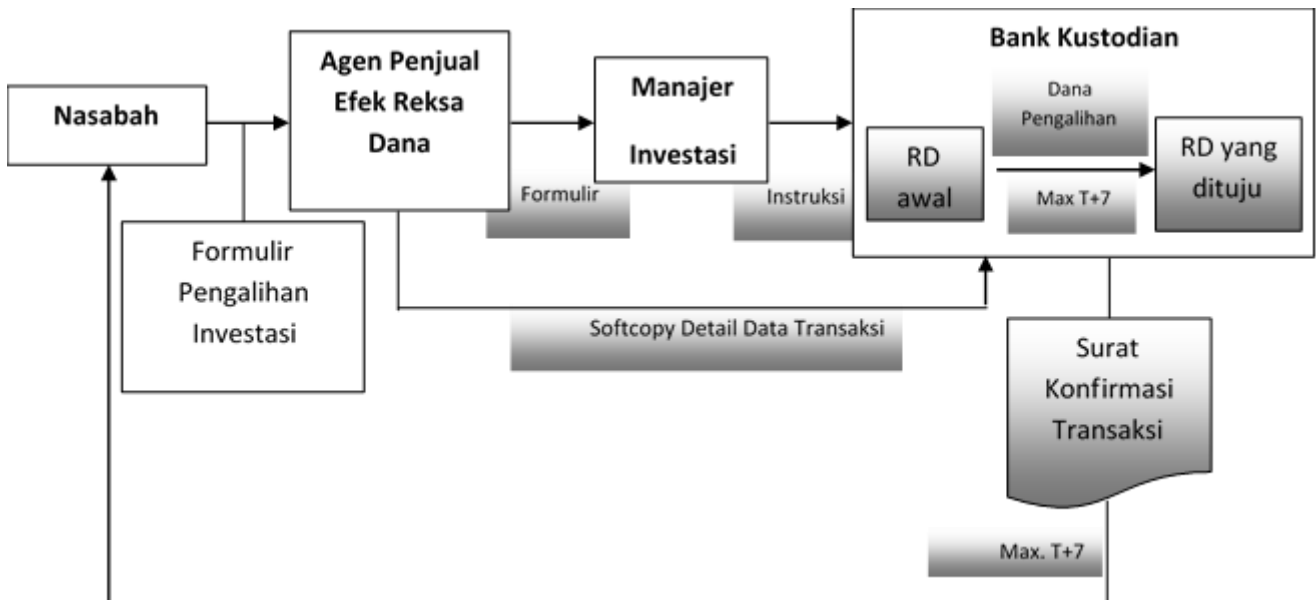 Nasabah
Formulir
Pengalihan
Investasi
Agen Penjual
Efek Reksa
Dana
Formulir
Manajer
Investasi
Instruksi
Bank Kustodian
RD
awal
Dana
Pengalihan
Max T+7
RD yang
dituju
Softcopy Detail Data Transaksi
Surat
Konfirmasi
Transaksi
Max. T+7